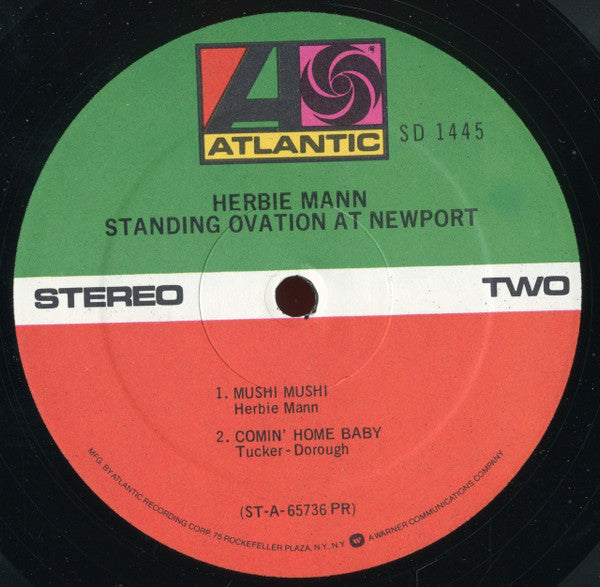 ATLANTIC
SD 1445
HERBIE MANN
STANDING OVATION AT NEWPORT
STEREO
TWO
1. MUSHI MUSHI
Herbie Mann
2. COMIN' HOME BABY
Tucker - Dorough
(ST-A-65736 PR)
MFG. BY ATLANTIC RECORDING CORP. 75 ROCKEFELLER PLAZA, N.Y. N.Y. A WARNER COMMUNICATIONS COMPANY